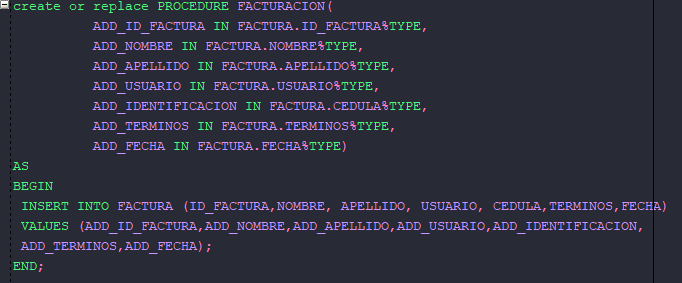 create or replace PROCEDURE FACTURACION(
ADD_ID_FACTURA IN FACTURA.ID_FACTURA%TYPE,
ADD_NOMBRE IN FACTURA.NOMBRE%TYPE,
ADD_APELLIDO IN FACTURA.APELLIDO%TYPE,
ADD_USUARIO IN FACTURA.USUARIO%TYPE,
ADD_IDENTIFICACION IN FACTURA.CEDULA%TYPE,
ADD_TERMINOS IN FACTURA.TERMINOS%TYPE,
ADD_FECHA IN FACTURA.FECHA%TYPE)
AS
BEGIN
INSERT INTO FACTURA (ID_FACTURA,NOMBRE, APELLIDO, USUARIO, CEDULA,TERMINOS,FECHA)
VALUES (ADD_ID_FACTURA,ADD_NOMBRE,ADD_APELLIDO,ADD_USUARIO,ADD_IDENTIFICACION,
ADD_TERMINOS,ADD_FECHA);
END;